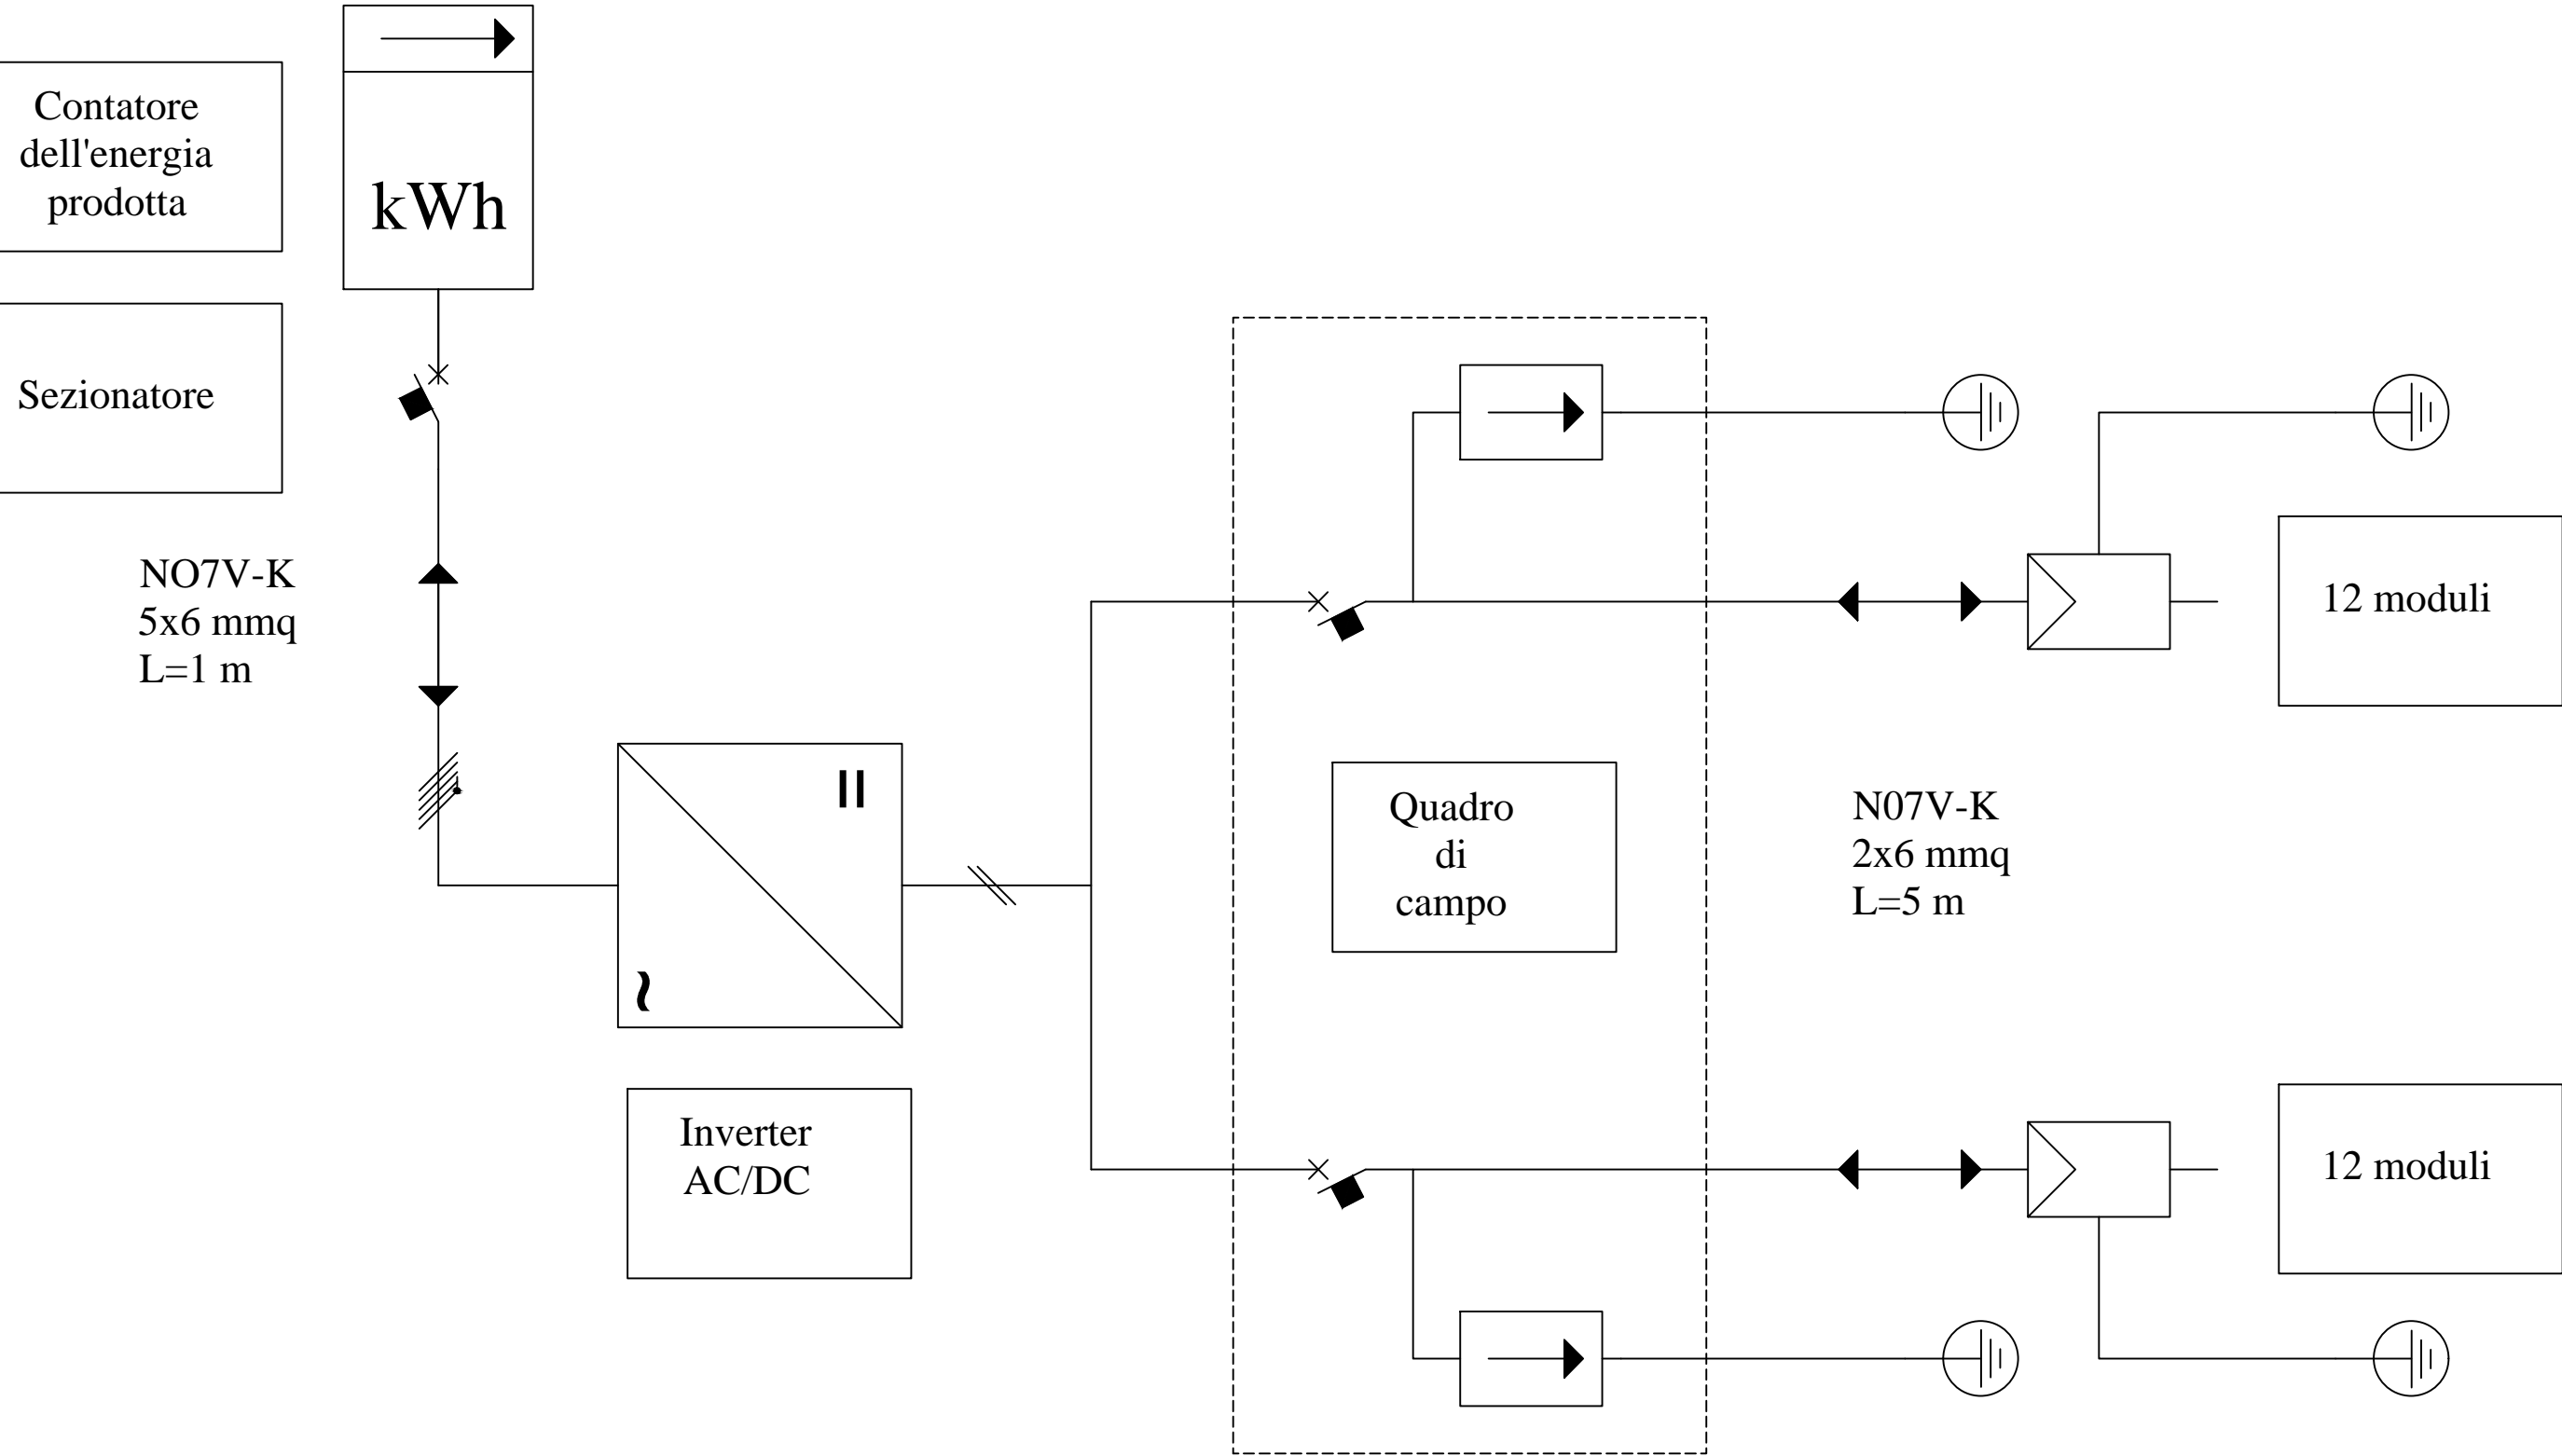 Contatore
dell'energia
prodotta
kWh
Sezionatore
NO7V-K
5x6 mmq
L=1 m
12 moduli
=
~
Quadro
di
campo
N07V-K
2x6 mmq
L=5 m
Inverter
AC/DC
12 moduli